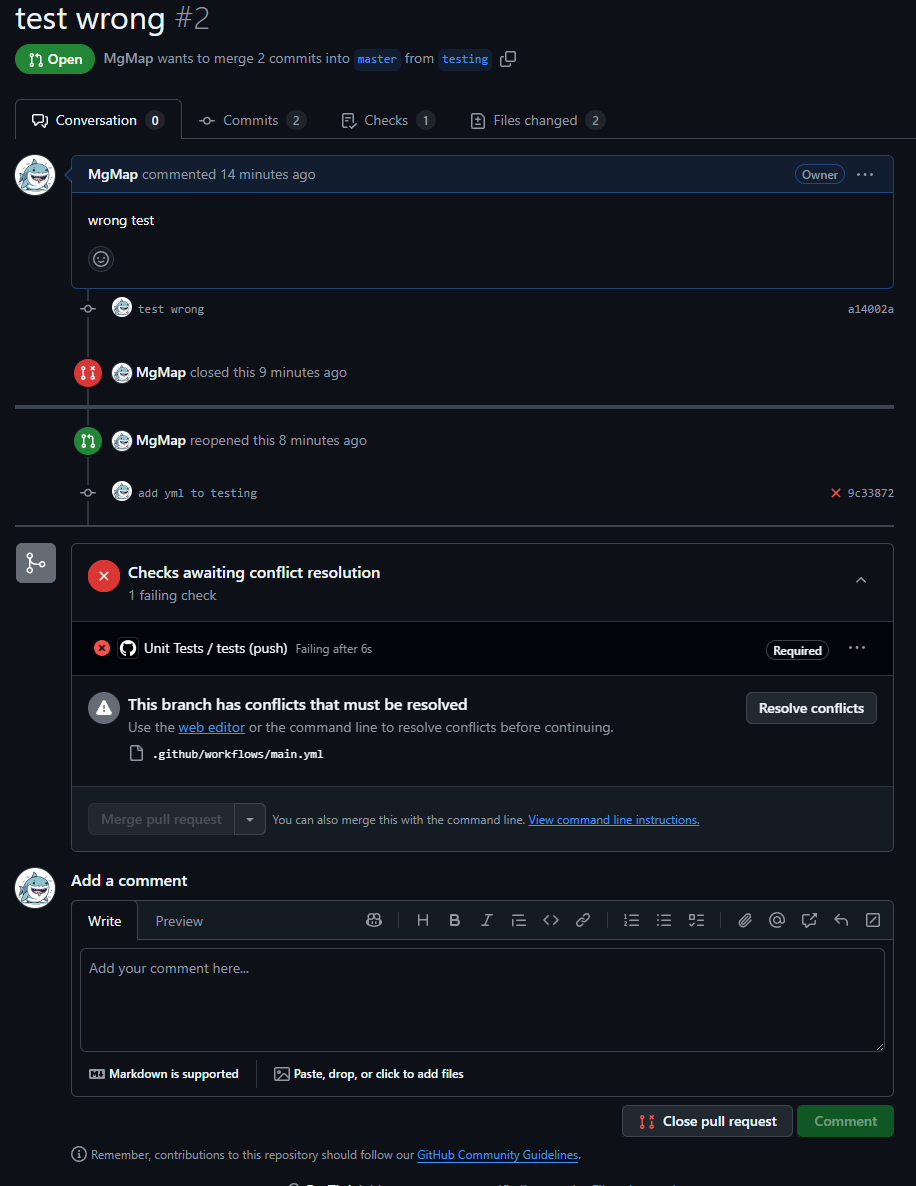 test wrong #2
Open MgMap wants to merge 2 commits into master from testing
Conversation 0 Commits 2 Checks 1 Files changed 2
MgMap commented 14 minutes ago Owner
wrong test
test wrong a14002a
MgMap closed this 9 minutes ago
MgMap reopened this 8 minutes ago
add yml to testing 9c33872
Checks awaiting conflict resolution
1 failing check
Unit Tests / tests (push) Failing after 6s Required
This branch has conflicts that must be resolved
Resolve conflicts
Use the web editor or the command line to resolve conflicts before continuing.
.github/workflows/main.yml
Merge pull request You can also merge this with the command line. View command line instructions.
Add a comment
Write Preview
Add your comment here...
Markdown is supported Paste, drop, or click to add files
Close pull request Comment
Remember, contributions to this repository should follow our GitHub Community Guidelines.